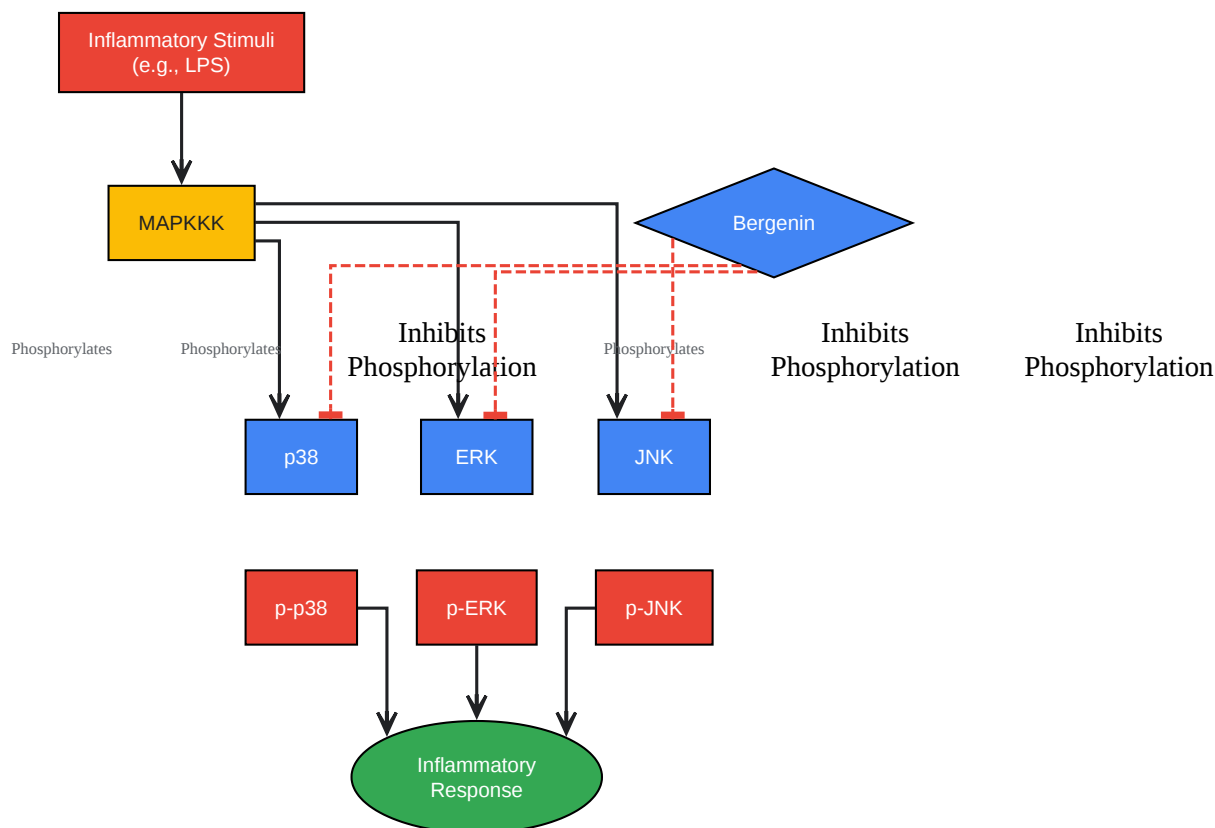 Inflammatory Stimuli
(e.g., LPS)
MAPKKK
Bergenin
Phosphorylates
Phosphorylates
Inhibits
Phosphorylation
Phosphorylates
Inhibits
Phosphorylation
Inhibits
Phosphorylation
p38
ERK
JNK
p-p38
p-ERK
p-JNK
Inflammatory
Response